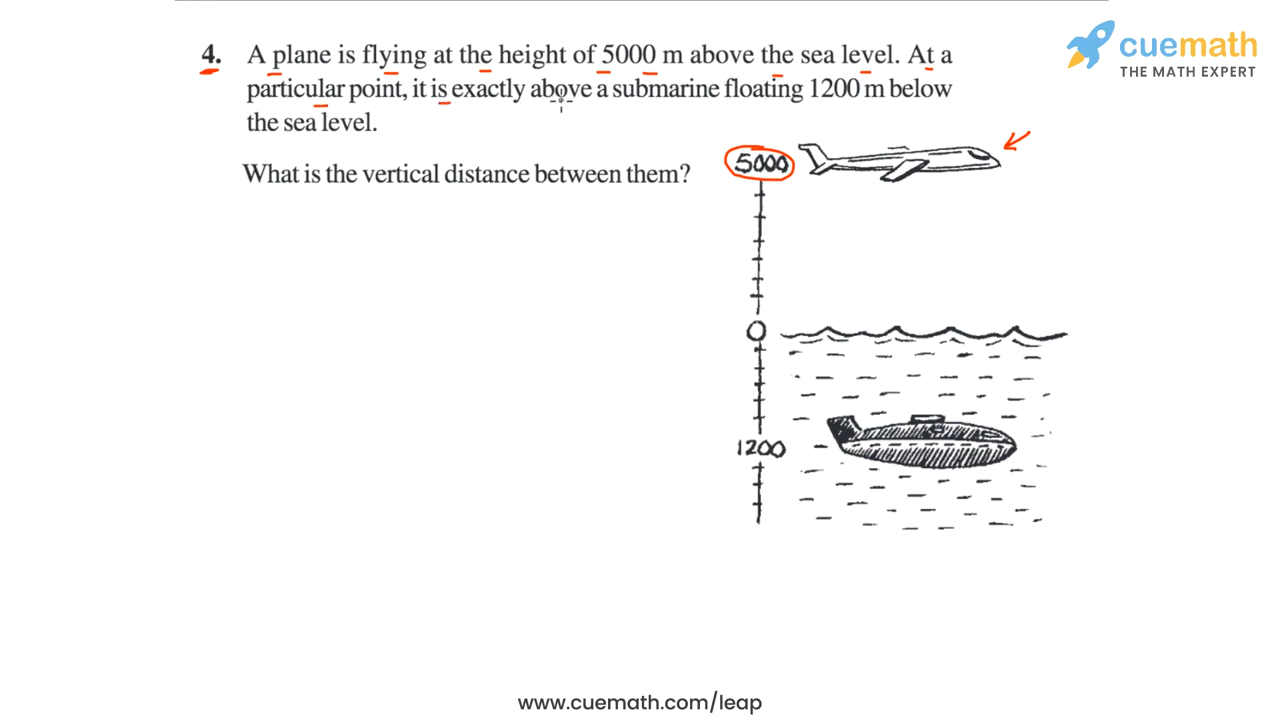 cuemath
THE MATH EXPERT
4. A plane is flying at the height of 5000 m above the sea level. At a
particular point, it is exactly above a submarine floating 1200 m below
the sea level.
What is the vertical distance between them?
5000
0
1200
www.cuemath.com/leap